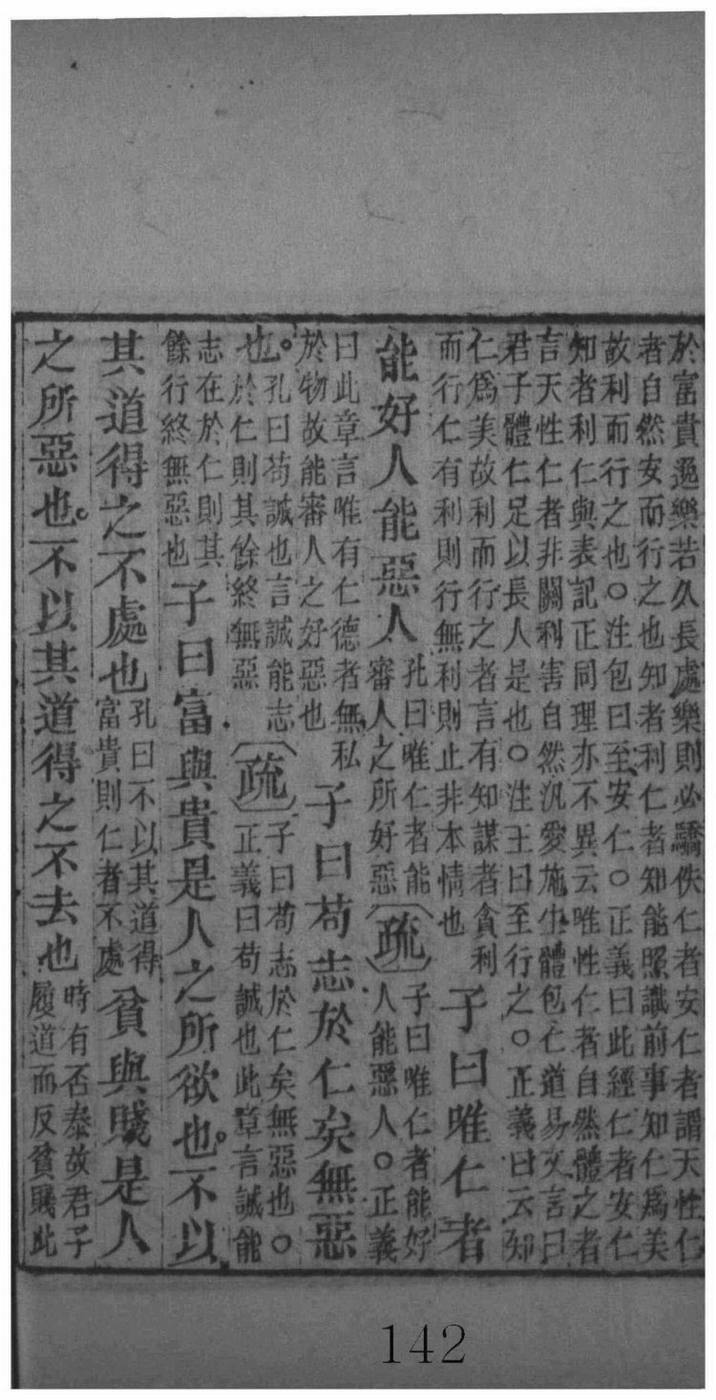 於富貴逸樂若久長處樂則必驕佚仁者安仁者謂天性仁
者自然安而行之也知者利仁者知能照識前事知仁爲美
故利而行之也○注包曰至安仁○正義曰此經仁者安仁
知者利仁與表記正同理亦不異云唯性仁者自然體之者
言天性仁者非關利害自然汎愛施生體包仁道易文言曰
君子體仁足以長人是也○注王曰至行之○正義曰云知
仁爲美故利而行之者言有知謀者貪利
而行仁有利則行無利則止非本情也
子曰唯仁者
能好人能惡人
孔曰唯仁者能
審人之所好惡
疏
子曰唯仁者能好
人能惡人○正義
曰此章言唯有仁德者無私
於物故能審人之好惡也
子曰苟志於仁矣無惡
也。
孔曰苟誠也言誠能志
於仁則其餘終無惡
疏
子曰苟志於仁矣無惡也○
正義曰苟誠也此章言誠能
志在於仁則其
餘行終無惡也
子曰富與貴是人之所欲也。不以
其道得之不處也
孔曰不以其道得
富貴則仁者不處
貧與賤是人
之所惡也。不以其道得之不去也
時有否泰故君子
履道而反貧賤此
142